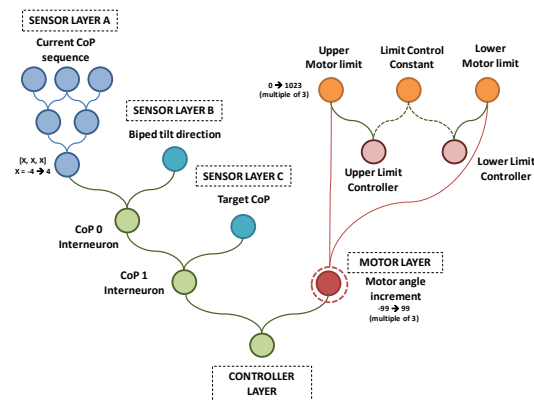 SENSOR LAYER A
Current CoP
sequence
[X, X, X]
X = -4 → 4
SENSOR LAYER B
Biped tilt direction
SENSOR LAYER C
Target CoP
CoP 0
Interneuron
CoP 1
Interneuron
CONTROLLER
LAYER
Upper
Motor limit
0 → 1023
(multiple of 3)
Limit Control
Constant
Lower
Motor limit
Upper Limit
Controller
Lower Limit
Controller
MOTOR LAYER
Motor angle
increment
-99 → 99
(multiple of 3)